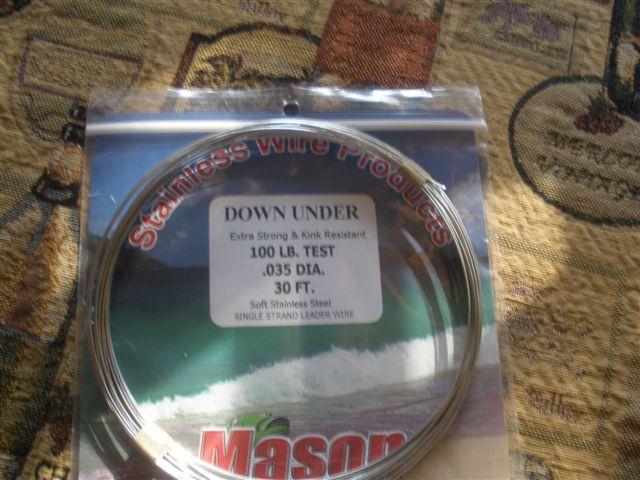 Stainless Wire Products
DOWN UNDER
Extra Strong & Kink Resistant
100 LB. TEST
.035 DIA.
30 FT.
Soft Stainless Steel
SINGLE STRAND LEADER WIRE
Mason